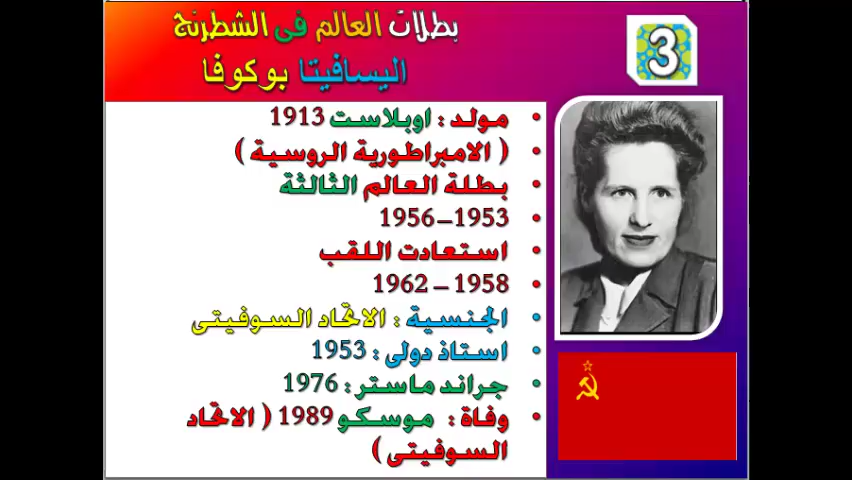 بطلات العالم فى الشطرنج
اليسافيتا بوكوفا
3
• مولد : اوبلاست 1913
• ( الامبراطورية الروسية )
• بطلة العالم الثالثة
• 1953–1956
• استعادت اللقب
• 1958 – 1962
• الجنسية : الاتحاد السوفيتى
• استاذ دولى : 1953
• جراند ماستر : 1976
• وفاة : موسكو 1989 ( الاتحاد
السوفيتى )